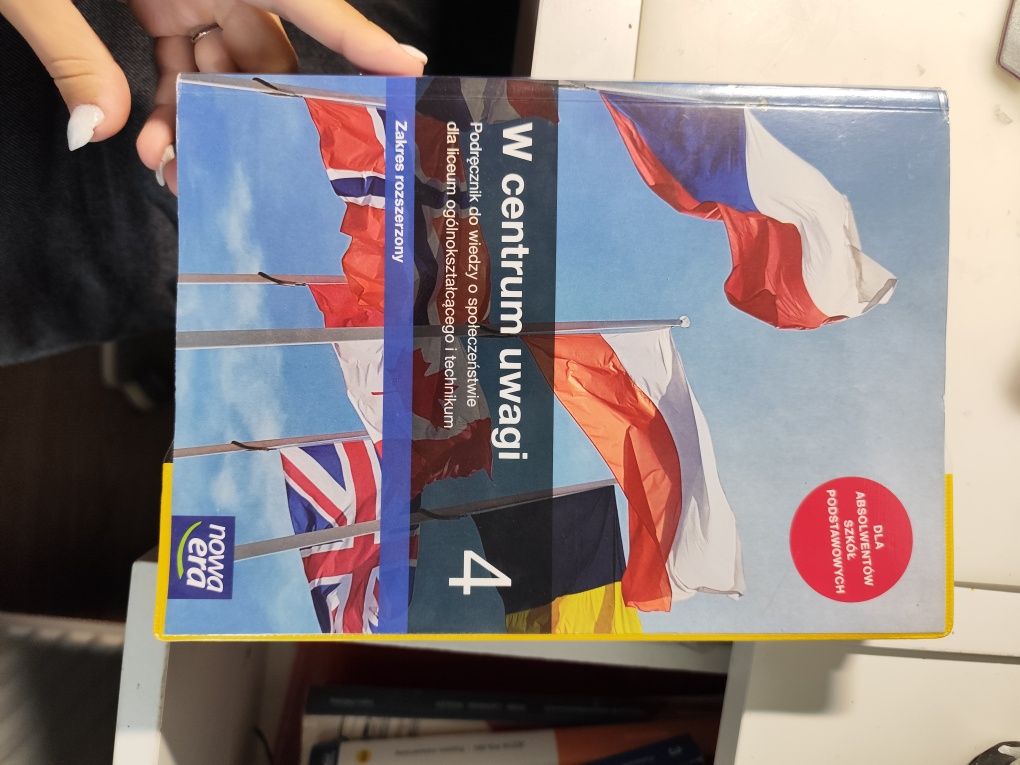 DLA
ABSOLWENTÓW
SZKÓŁ
PODSTAWOWYCH
W centrum uwagi
4
Podręcznik do wiedzy o społeczeństwie
dla liceum ogólnokształcącego i technikum
Zakres rozszerzony
nowa
era